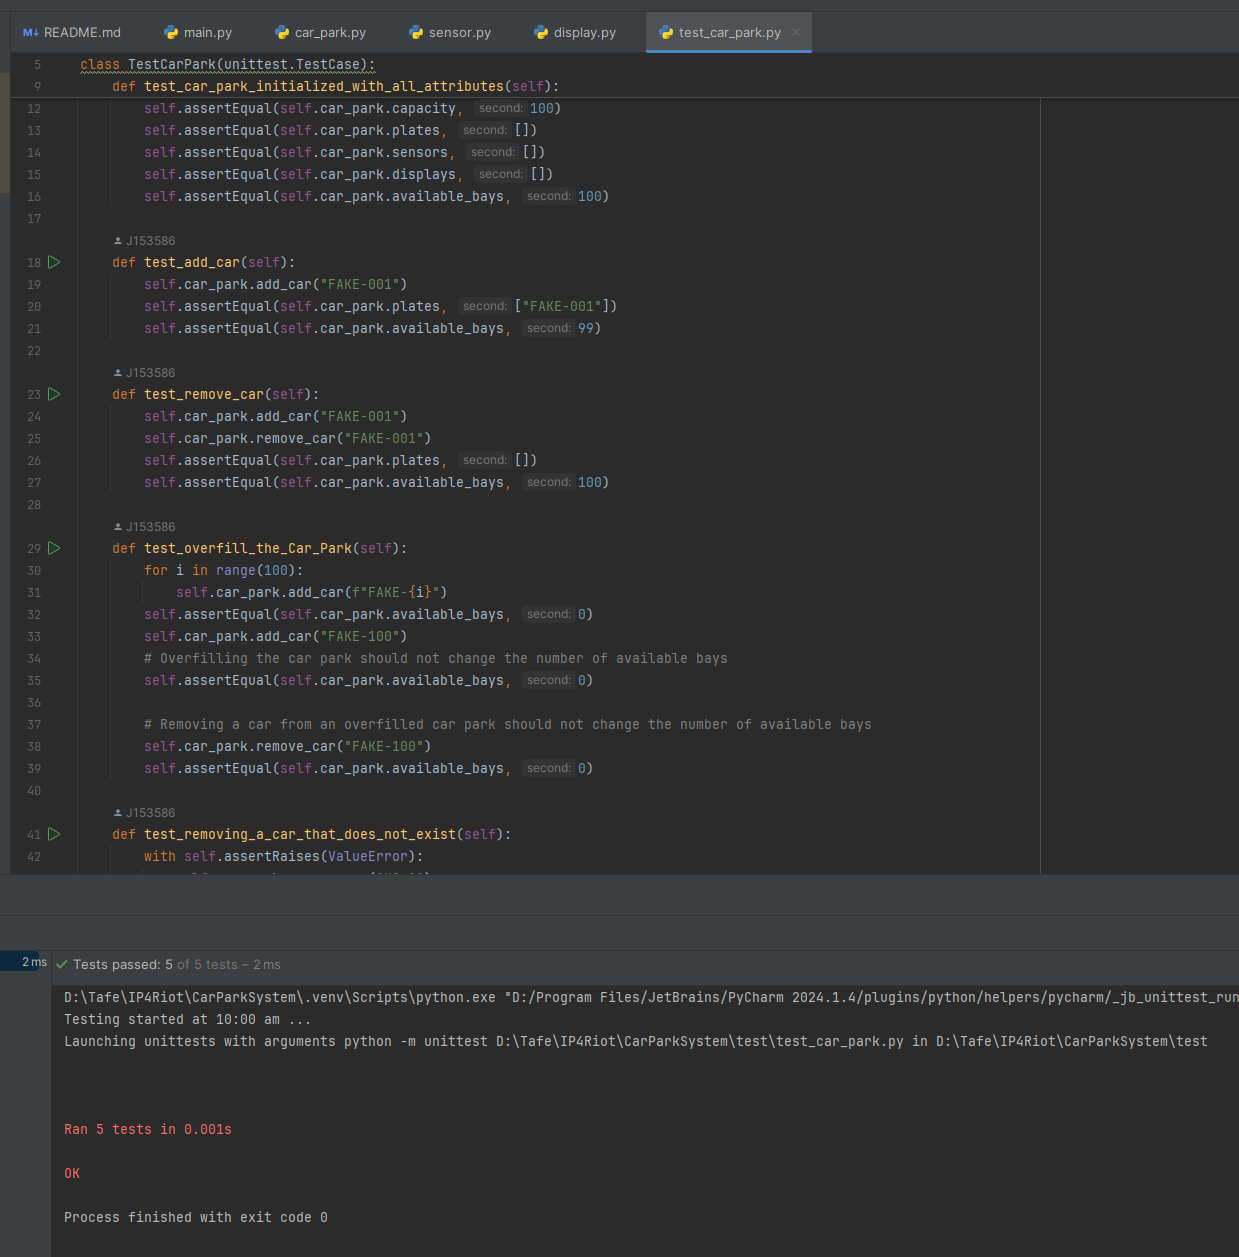 M↓ README.md main.py car_park.py sensor.py display.py test_car_park.py ×
5 class TestCarPark(unittest.TestCase):
9 def test_car_park_initialized_with_all_attributes(self):
12 self.assertEqual(self.car_park.capacity, second: 100)
13 self.assertEqual(self.car_park.plates, second: [])
14 self.assertEqual(self.car_park.sensors, second: [])
15 self.assertEqual(self.car_park.displays, second: [])
16 self.assertEqual(self.car_park.available_bays, second: 100)
17
J153586
18 def test_add_car(self):
19 self.car_park.add_car("FAKE-001")
20 self.assertEqual(self.car_park.plates, second: ["FAKE-001"])
21 self.assertEqual(self.car_park.available_bays, second: 99)
22
J153586
23 def test_remove_car(self):
24 self.car_park.add_car("FAKE-001")
25 self.car_park.remove_car("FAKE-001")
26 self.assertEqual(self.car_park.plates, second: [])
27 self.assertEqual(self.car_park.available_bays, second: 100)
28
J153586
29 def test_overfill_the_Car_Park(self):
30 for i in range(100):
31 self.car_park.add_car(f"FAKE-{i}")
32 self.assertEqual(self.car_park.available_bays, second: 0)
33 self.car_park.add_car("FAKE-100")
34 # Overfilling the car park should not change the number of available bays
35 self.assertEqual(self.car_park.available_bays, second: 0)
36
37 # Removing a car from an overfilled car park should not change the number of available bays
38 self.car_park.remove_car("FAKE-100")
39 self.assertEqual(self.car_park.available_bays, second: 0)
40
J153586
41 def test_removing_a_car_that_does_not_exist(self):
42 with self.assertRaises(ValueError):
2 ms Tests passed: 5 of 5 tests – 2 ms
D:\Tafe\IP4Riot\CarParkSystem\.venv\Scripts\python.exe "D:/Program Files/JetBrains/PyCharm 2024.1.4/plugins/python/helpers/pycharm/_jb_unittest_run
Testing started at 10:00 am ...
Launching unittests with arguments python -m unittest D:\Tafe\IP4Riot\CarParkSystem\test\test_car_park.py in D:\Tafe\IP4Riot\CarParkSystem\test
Ran 5 tests in 0.001s
OK
Process finished with exit code 0